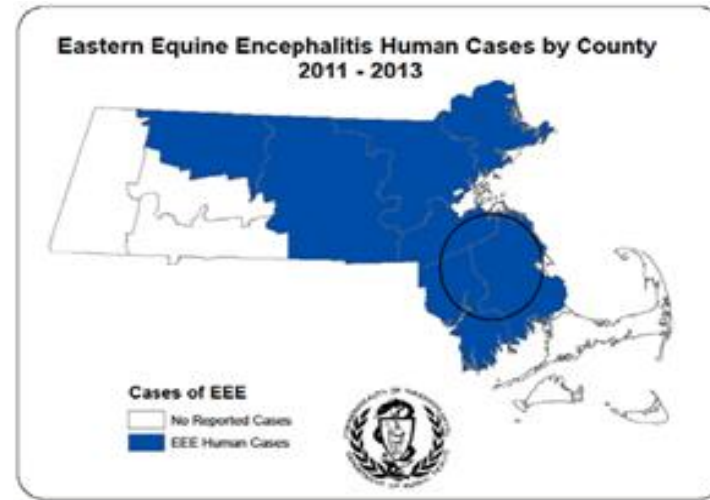 Eastern Equine Encephalitis Human Cases by County
2011 - 2013
Cases of EEE
No Reported Cases
EEE Human Cases